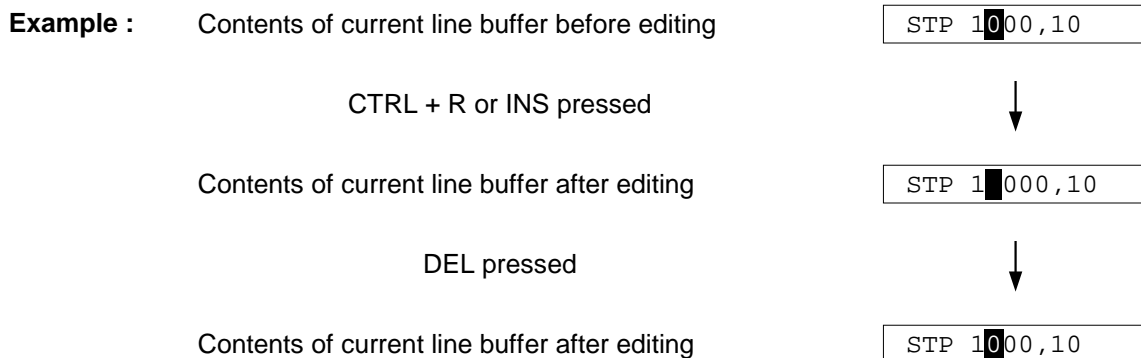 Example : Contents of current line buffer before editing STP 1000,10
CTRL + R or INS pressed
Contents of current line buffer after editing STP 1 000,10
DEL pressed
Contents of current line buffer after editing STP 1000,10